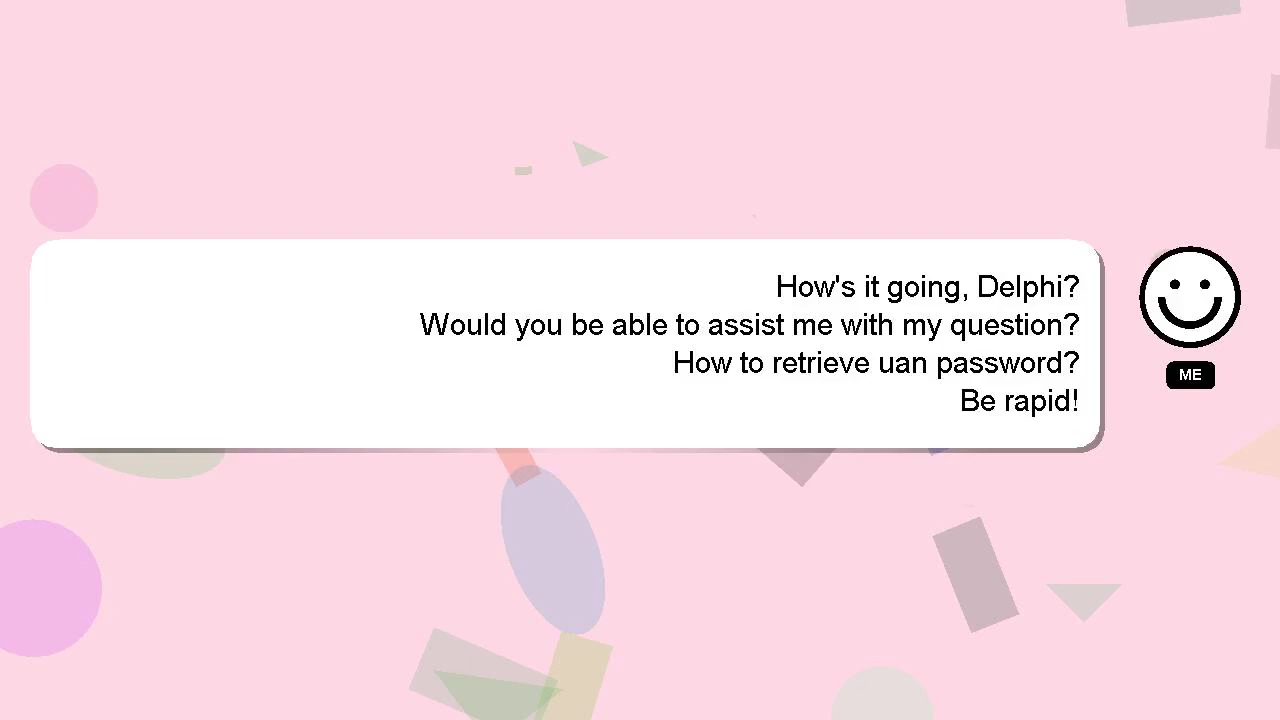 How's it going, Delphi?
Would you be able to assist me with my question?
How to retrieve uan password?
Be rapid!
ME